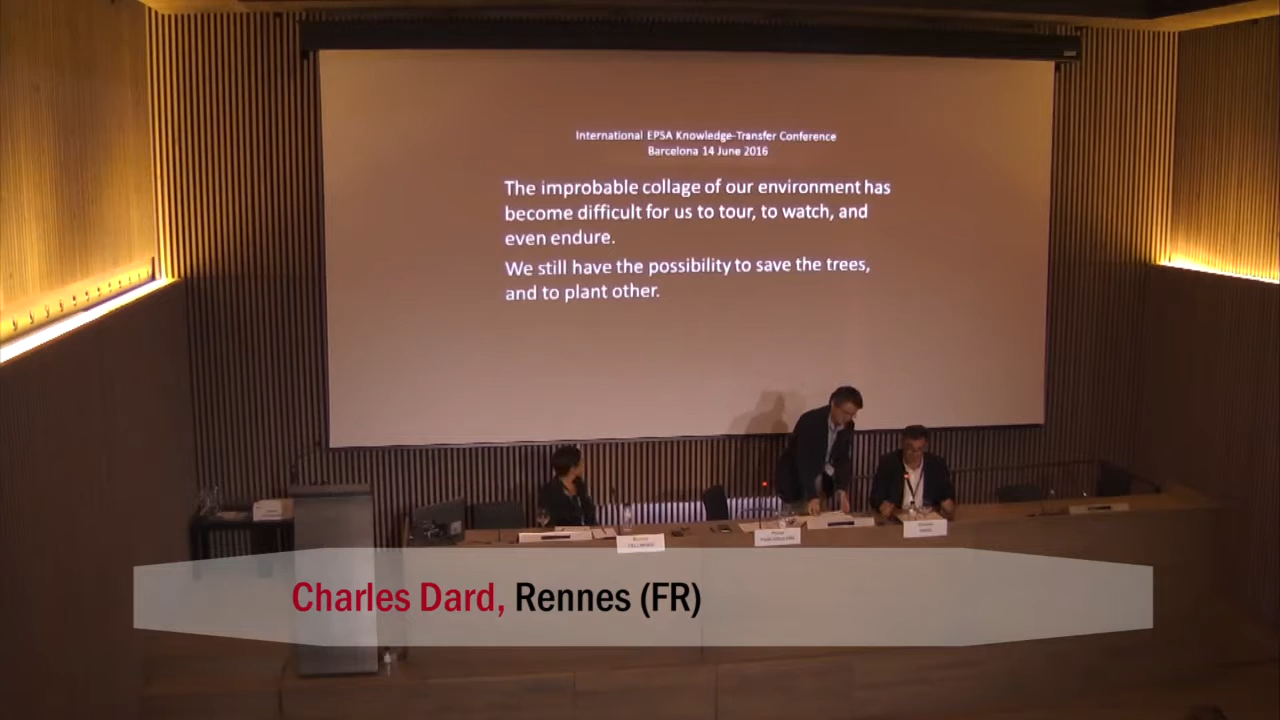 International EPSA Knowledge-Transfer Conference
Barcelona 14 June 2016
The improbable collage of our environment has
become difficult for us to tour, to watch, and
even endure.
We still have the possibility to save the trees,
and to plant other.
Charles Dard, Rennes (FR)